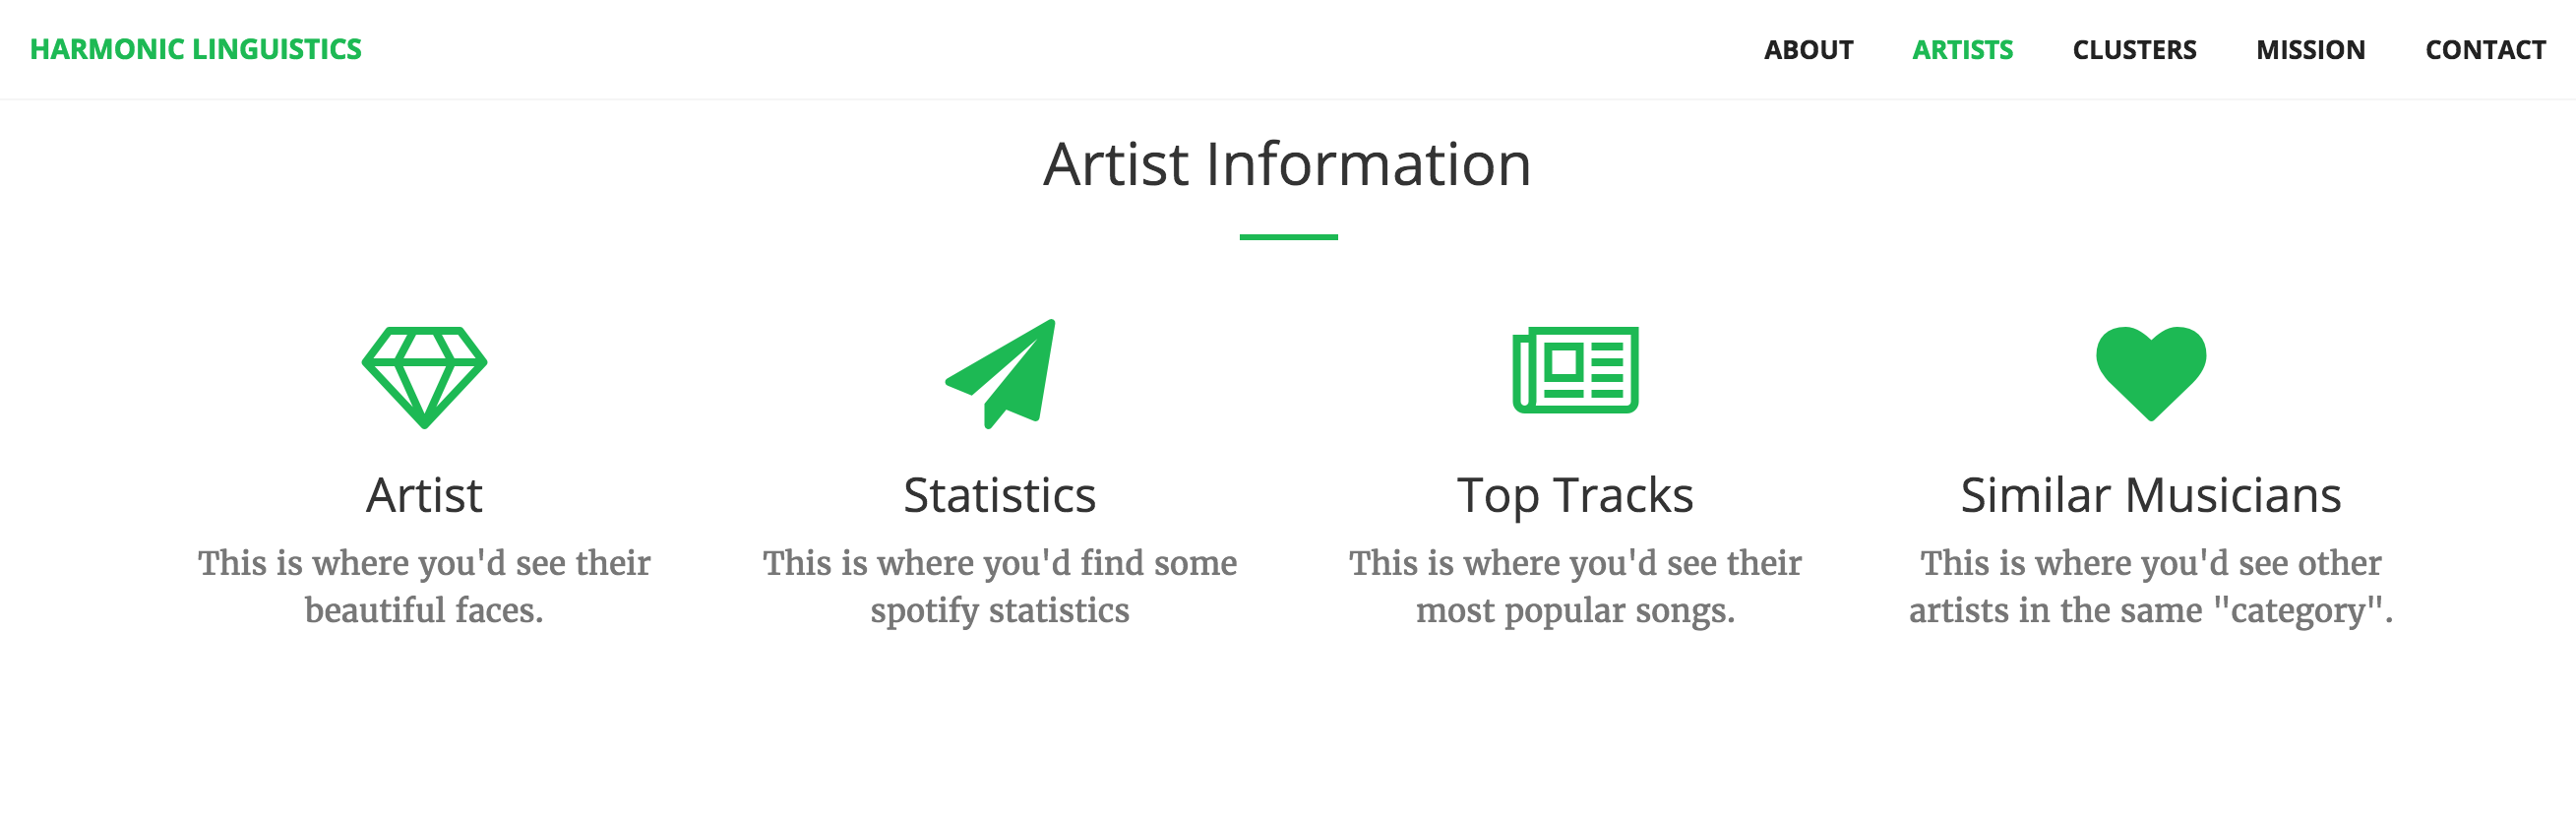 HARMONIC LINGUISTICS
ABOUT ARTISTS CLUSTERS MISSION CONTACT
Artist Information
Artist
This is where you'd see their
beautiful faces.
Statistics
This is where you'd find some
spotify statistics
Top Tracks
This is where you'd see their
most popular songs.
Similar Musicians
This is where you'd see other
artists in the same "category".